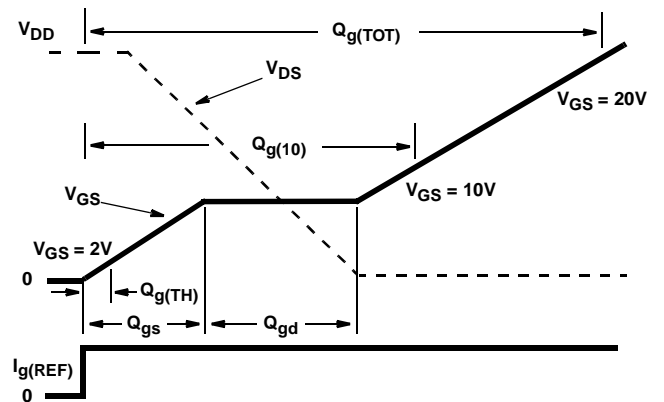 V_DD
Q_g(TOT)
V_DS
V_GS = 20V
Q_g(10)
V_GS
V_GS = 10V
V_GS = 2V
0
Q_g(TH)
Q_gs
Q_gd
I_g(REF)
0